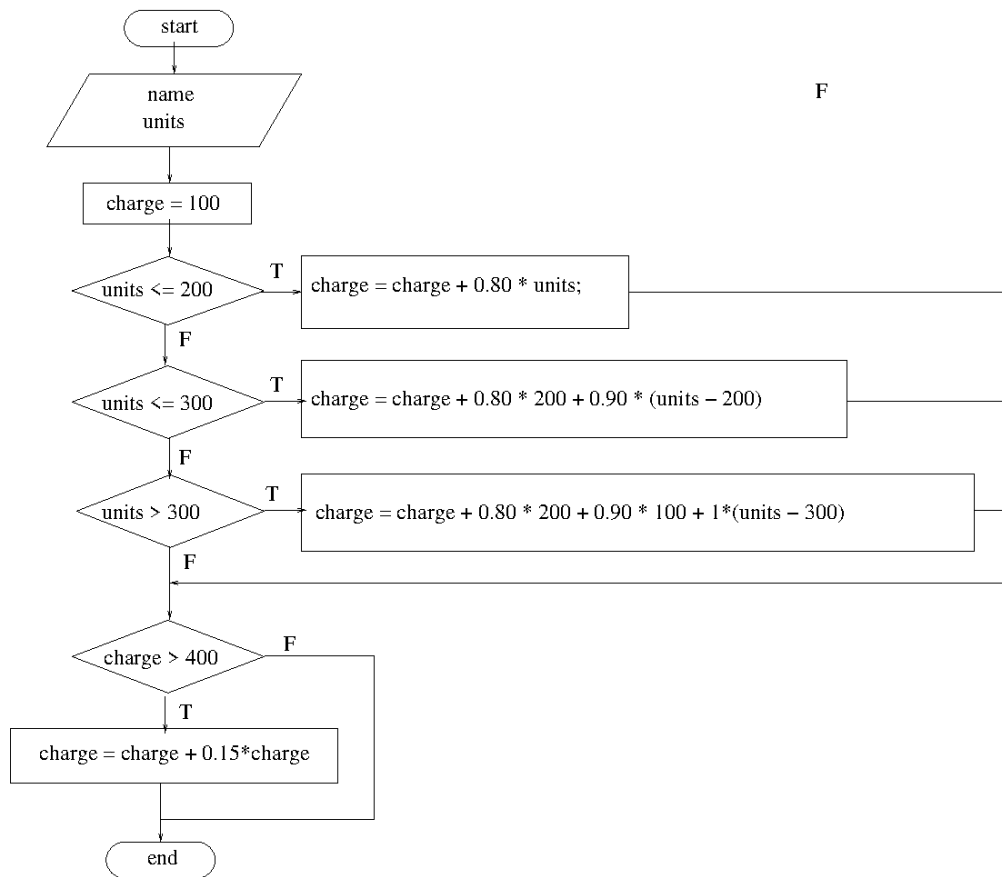 start
name
units
F
charge = 100
units <= 200
T
charge = charge + 0.80 * units;
F
units <= 300
T
charge = charge + 0.80 * 200 + 0.90 * (units − 200)
F
units > 300
T
charge = charge + 0.80 * 200 + 0.90 * 100 + 1*(units − 300)
F
charge > 400
F
T
charge = charge + 0.15*charge
end